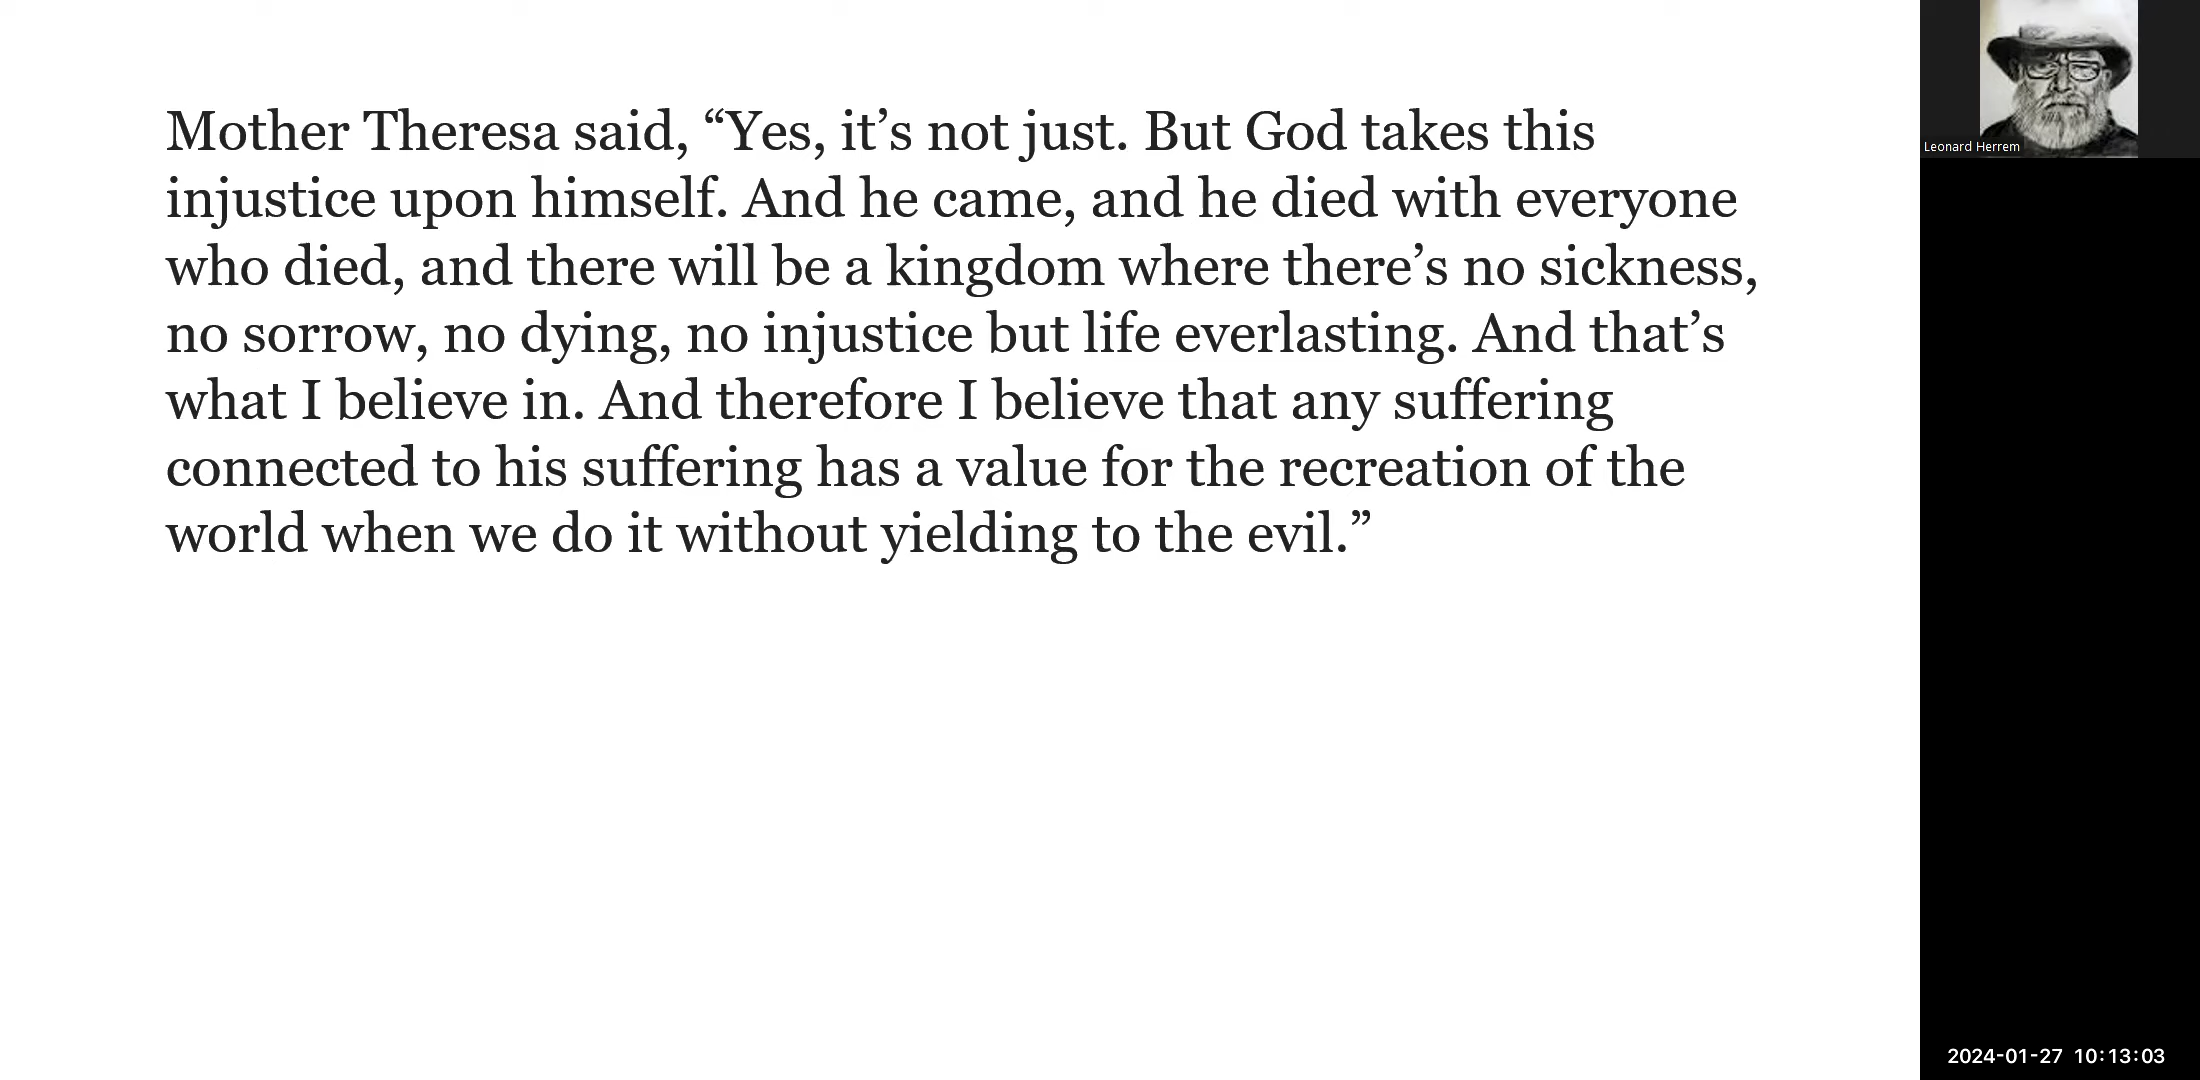 Mother Theresa said, “Yes, it’s not just. But God takes this
injustice upon himself. And he came, and he died with everyone
who died, and there will be a kingdom where there’s no sickness,
no sorrow, no dying, no injustice but life everlasting. And that’s
what I believe in. And therefore I believe that any suffering
connected to his suffering has a value for the recreation of the
world when we do it without yielding to the evil.”
Leonard Herrem
2024-01-27 10:13:03